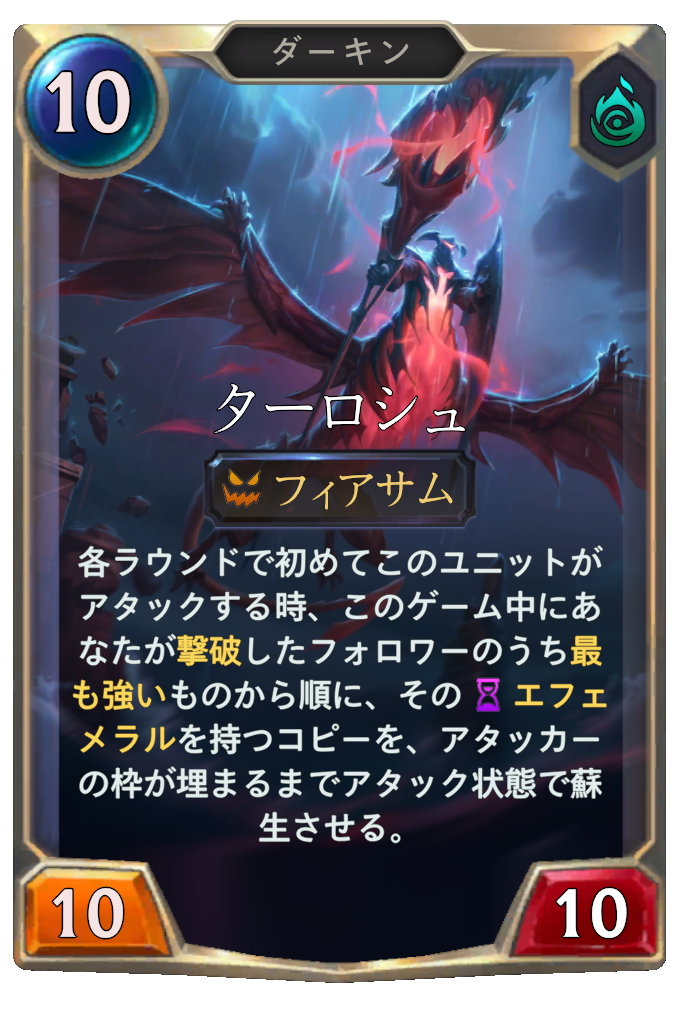 ダーキン
10
ターロシュ
フィアサム
各ラウンドで初めてこのユニットが
アタックする時、このゲーム中にあ
なたが撃破したフォロワーのうち最
も強いものから順に、その エフェ
メラルを持つコピーを、アタッカー
の枠が埋まるまでアタック状態で蘇
生させる。
10
10